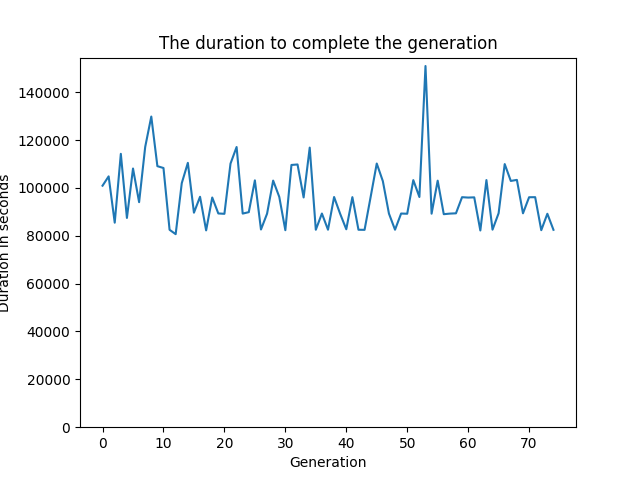 The duration to complete the generation
140000
120000
100000
80000
60000
40000
20000
0
Duration in seconds
0 10 20 30 40 50 60 70
Generation